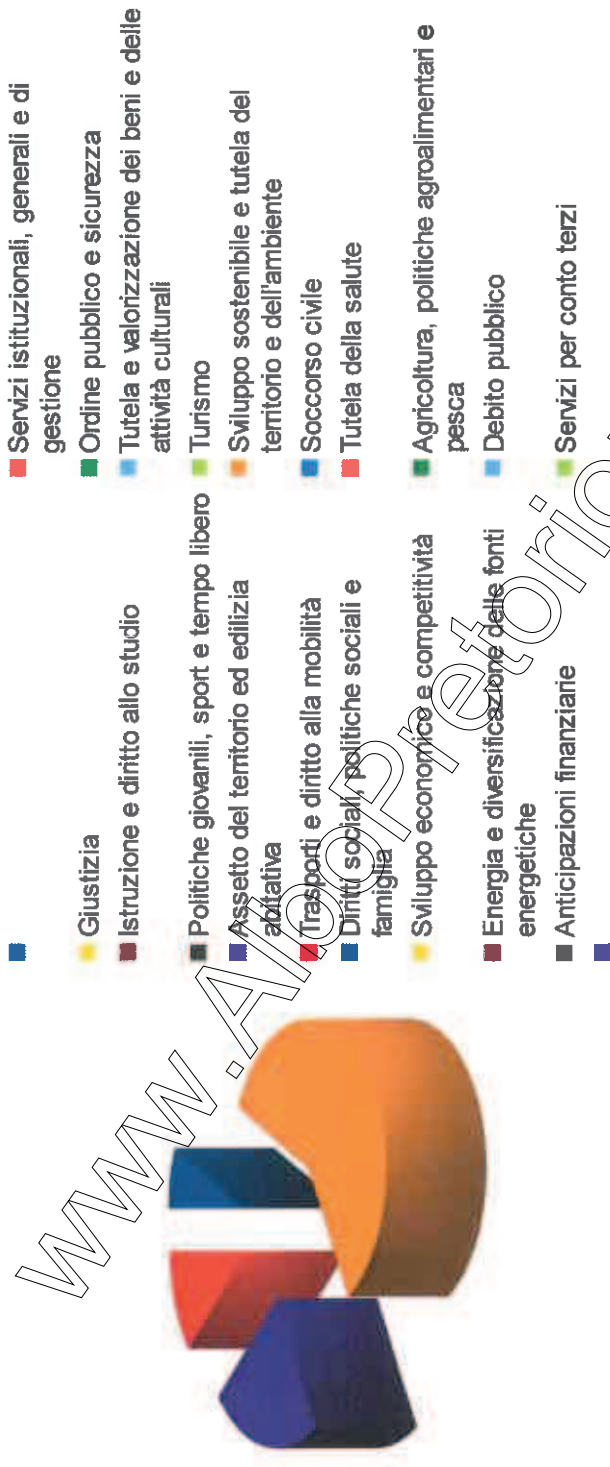 Servizi istituzionali, generali e di
gestione
Giustizia
Ordine pubblico e sicurezza
Istruzione e diritto allo studio
Tutela e valorizzazione dei beni e delle
attività culturali
Politiche giovanili, sport e tempo libero
Turismo
Assetto del territorio ed edilizia
abitativa
Sviluppo sostenibile e tutela del
territorio e dell'ambiente
Trasporti e diritto alla mobilità
Soccorso civile
Diritti sociali, politiche sociali e
famiglia
Tutela della salute
Sviluppo economico e competitività
Agricoltura, politiche agroalimentari e
pesca
Energia e diversificazione delle fonti
energetiche
Debito pubblico
Anticipazioni finanziarie
Servizi per conto terzi
www.AlboPretorio